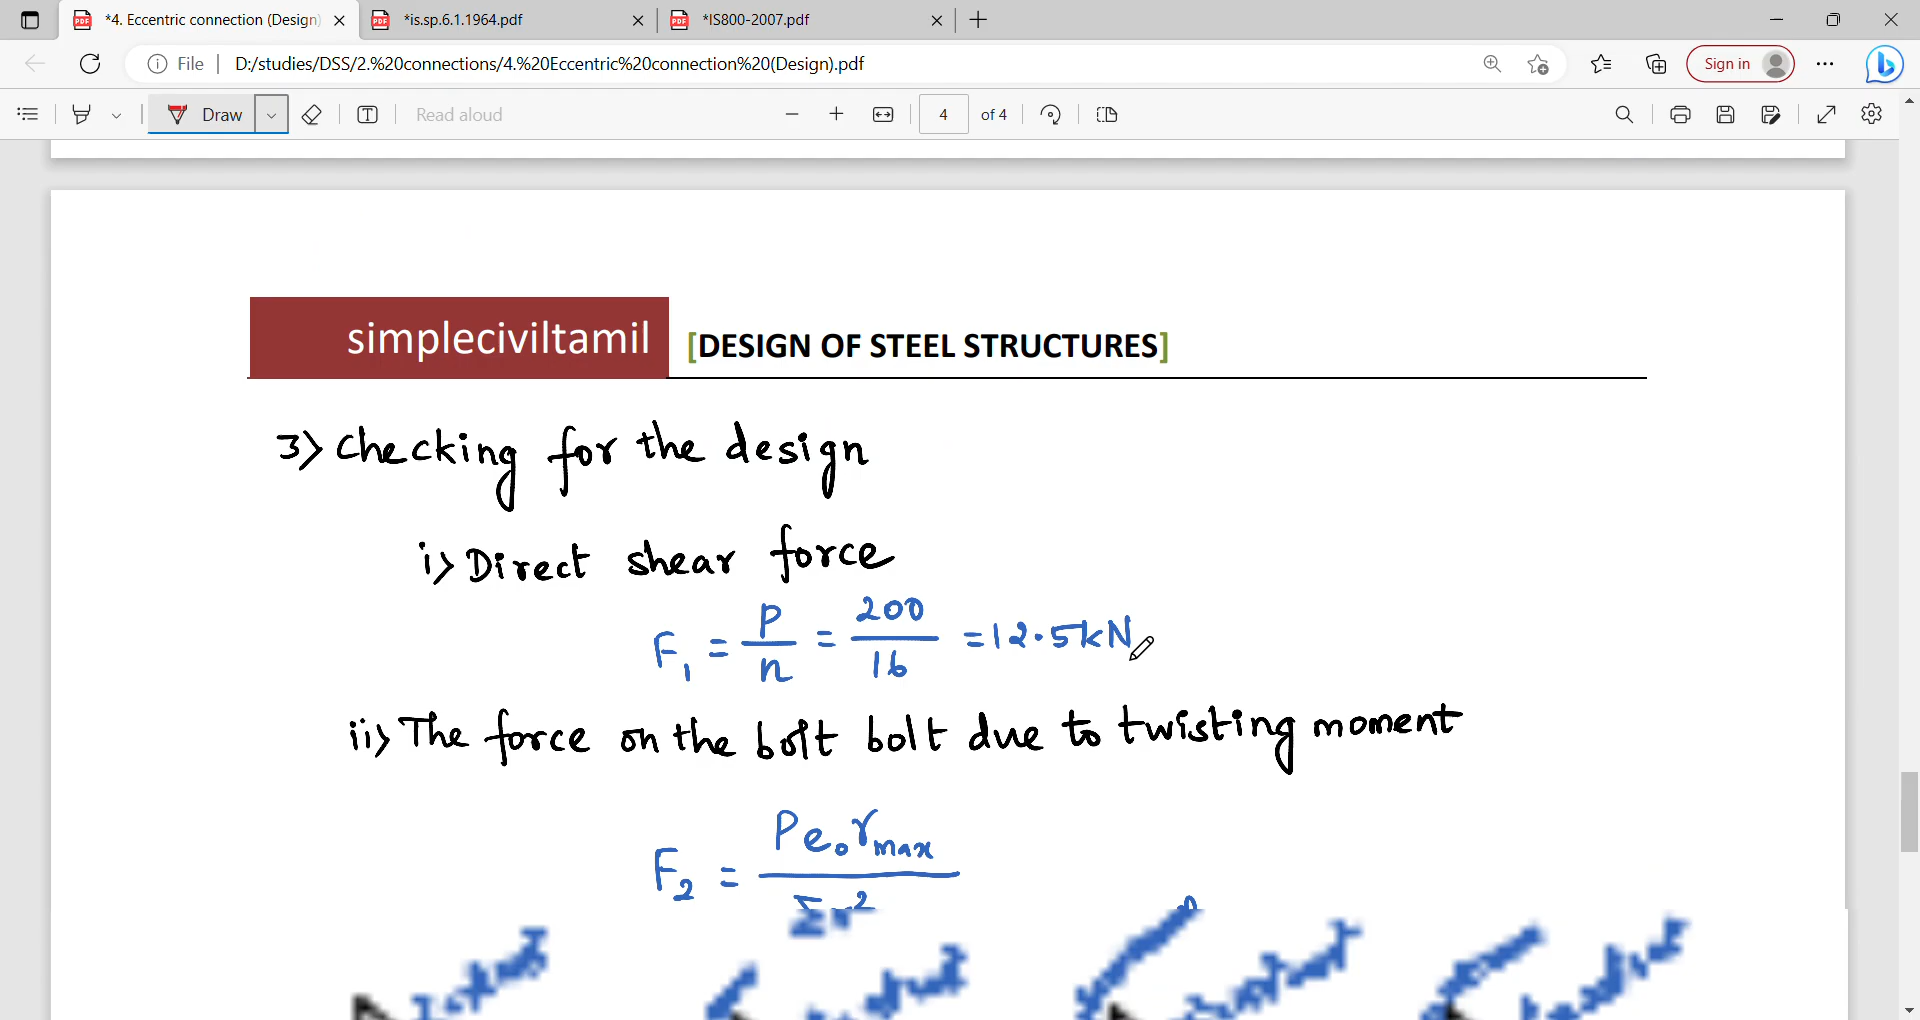 *4. Eccentric connection (Design)
*is.sp.6.1.1964.pdf
*IS800-2007.pdf
File
D:/studies/DSS/2.%20connections/4.%20Eccentric%20connection%20(Design).pdf
Sign in
Draw
Read aloud
4 of 4
simpleciviltamil [DESIGN OF STEEL STRUCTURES]
3) Checking for the design
i) Direct shear force
F₁ = P/n = 200/16 = 12.5kN
ii) The force on the bolt bolt due to twisting moment
F₂ = Pe₀rmax/Σr²